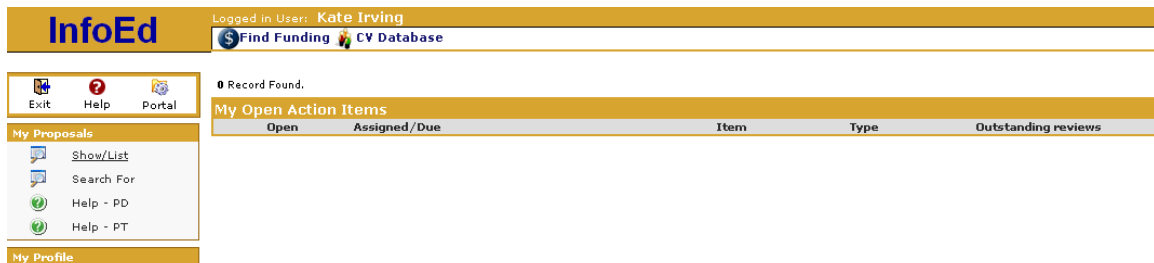 InfoEd
Logged in User: Kate Irving
Find Funding CV Database
Exit Help Portal
My Proposals
Show/List
Search For
Help - PD
Help - PT
My Profile
0 Record Found.
My Open Action Items
Open Assigned/Due Item Type Outstanding reviews